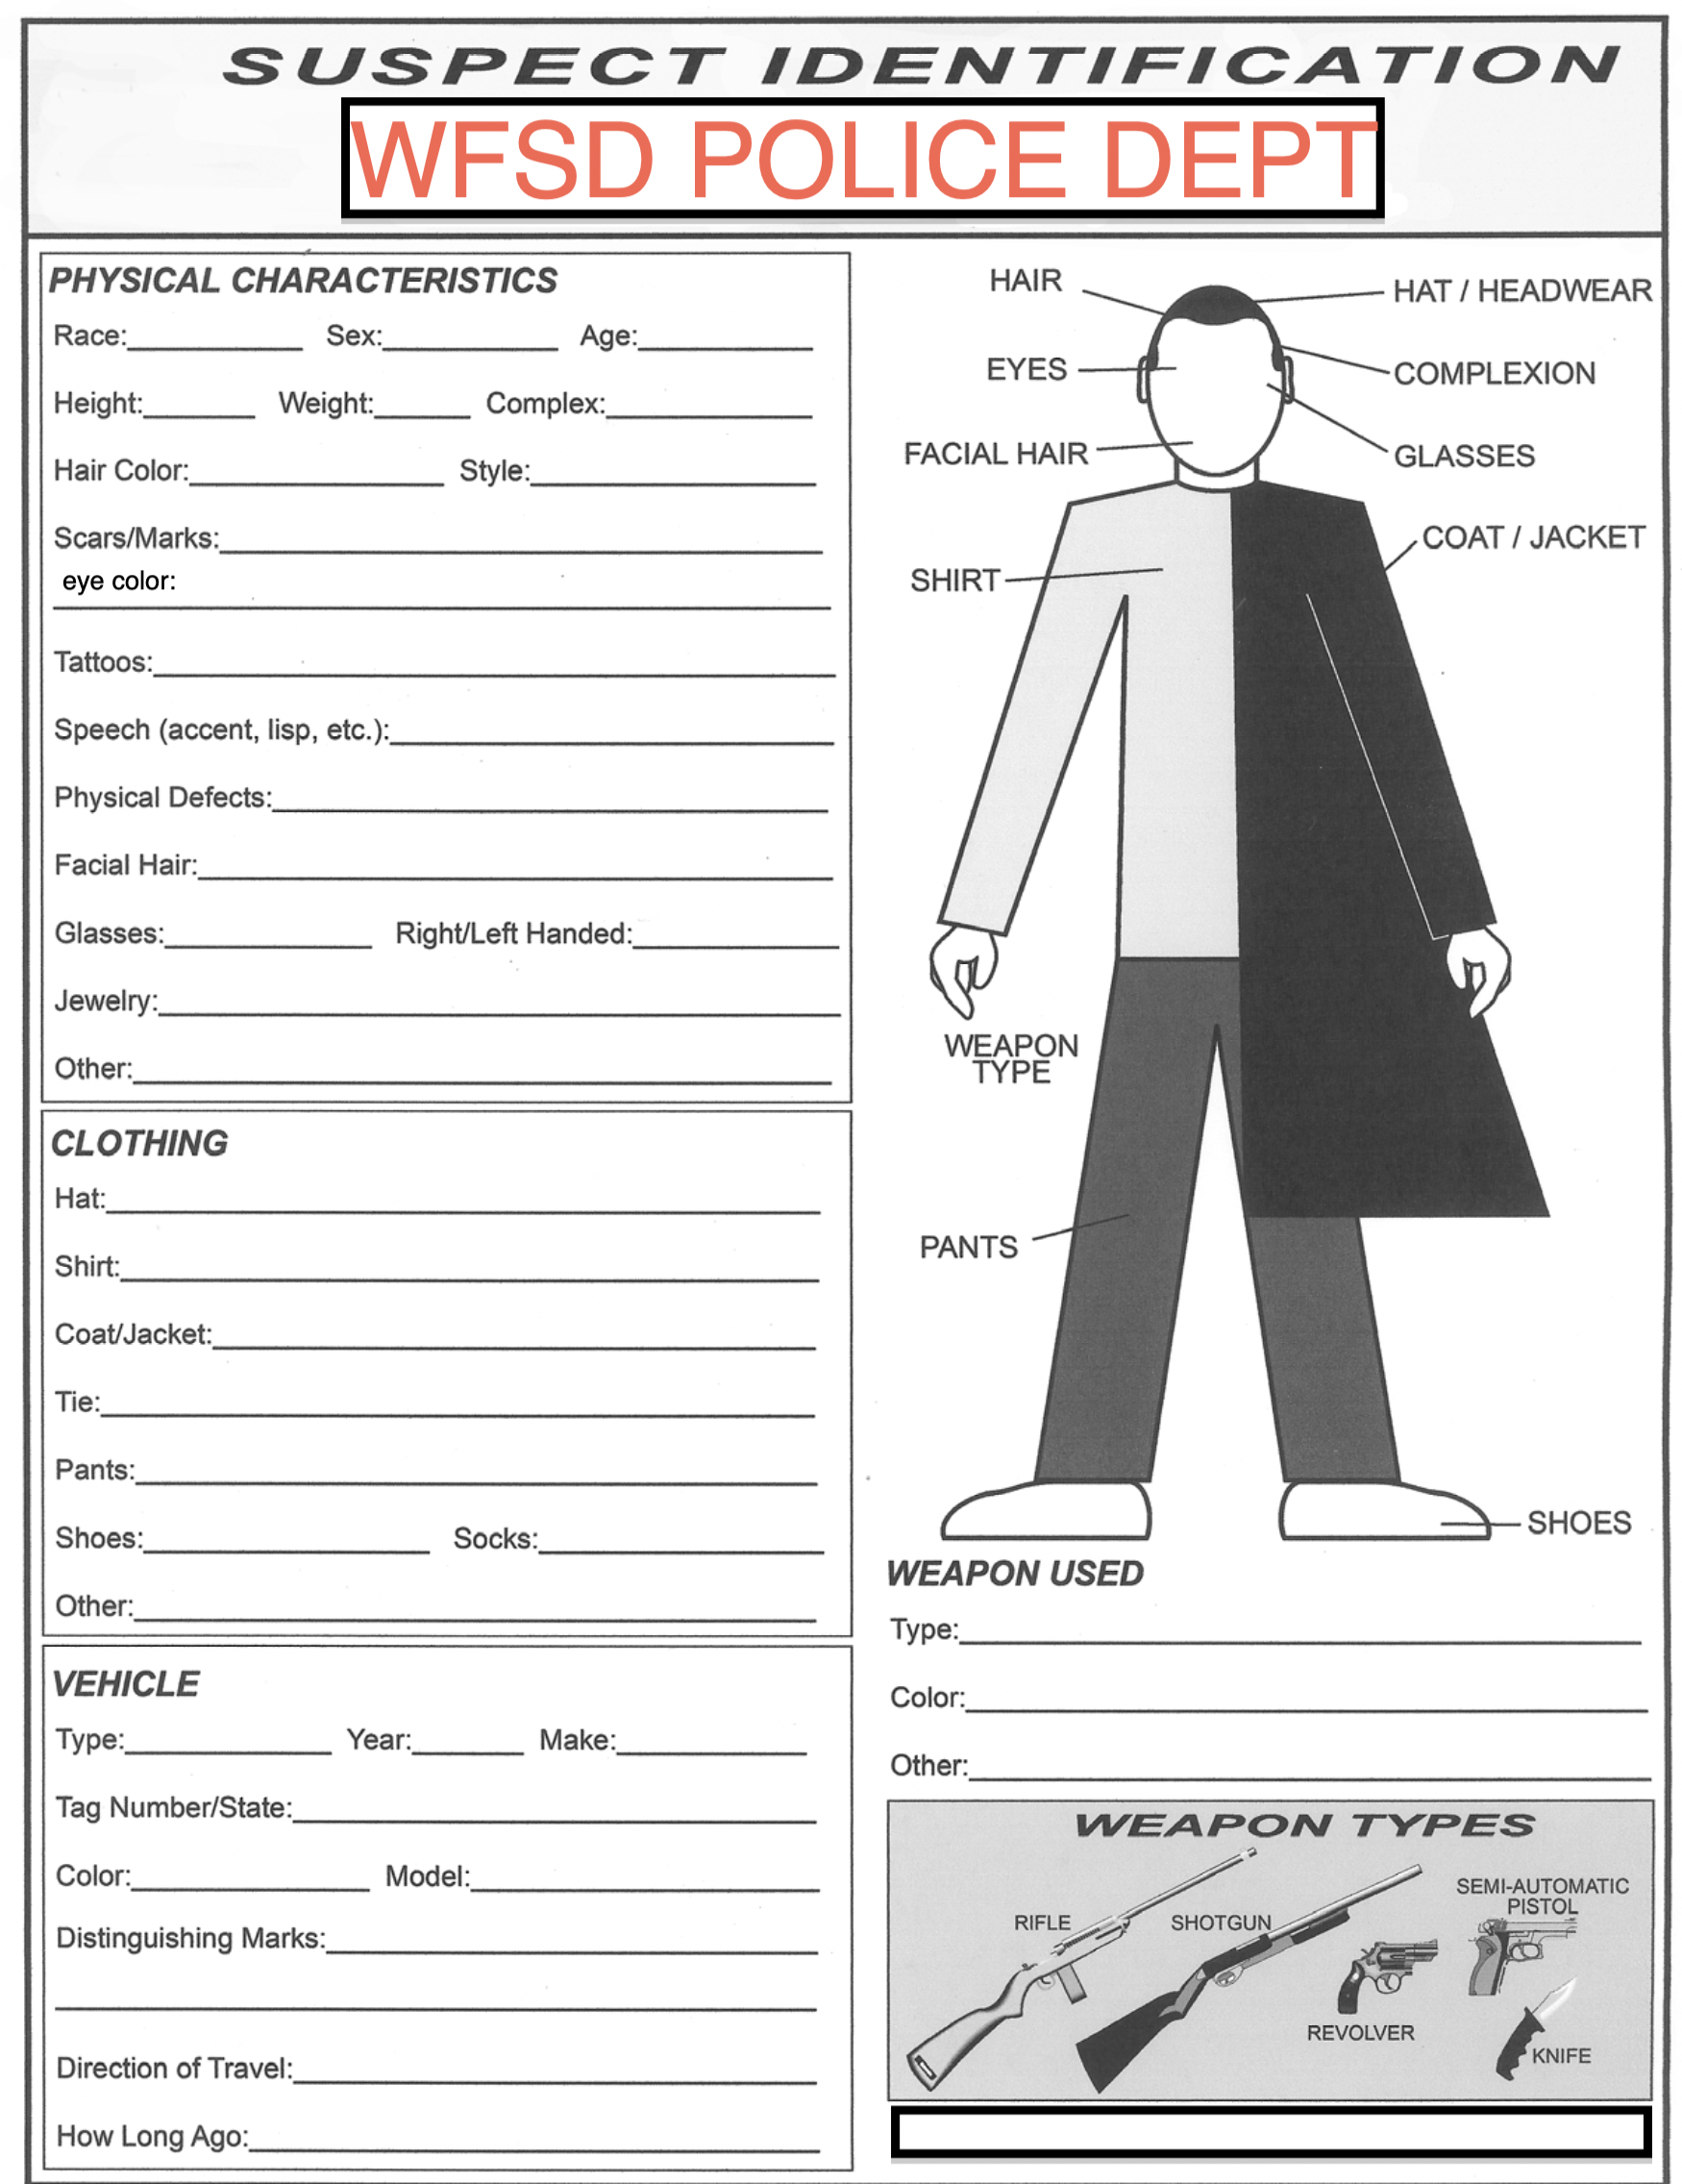 SUSPECT IDENTIFICATION
WFSD POLICE DEPT
PHYSICAL CHARACTERISTICS
Race: Sex: Age:
Height: Weight: Complex:
Hair Color: Style:
Scars/Marks:
eye color:
Tattoos:
Speech (accent, lisp, etc.):
Physical Defects:
Facial Hair:
Glasses: Right/Left Handed:
Jewelry:
Other:
CLOTHING
Hat:
Shirt:
Coat/Jacket:
Tie:
Pants:
Shoes: Socks:
Other:
VEHICLE
Type: Year: Make:
Tag Number/State:
Color: Model:
Distinguishing Marks:
Direction of Travel:
How Long Ago:
HAIR
HAT / HEADWEAR
EYES
COMPLEXION
FACIAL HAIR
GLASSES
COAT / JACKET
SHIRT
WEAPON
TYPE
PANTS
SHOES
WEAPON USED
Type:
Color:
Other:
WEAPON TYPES
RIFLE
SHOTGUN
SEMI-AUTOMATIC
PISTOL
REVOLVER
KNIFE